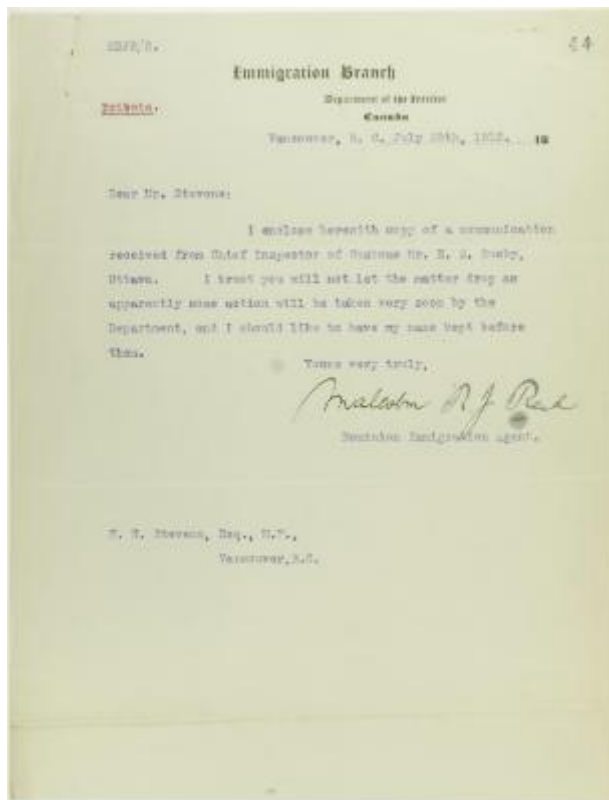 44
Immigration Branch
Department of the Interior
Canada
Private.
Vancouver, B. C. July 1912. 19
Dear Mr. Stevens:
I enclose herewith copy of a communication
received from Chief Inspector of Customs Mr. E. S. Busby,
Ottawa. I trust you will not let the matter drop as
apparently some action will be taken very soon by the
Department, and I should like to have my name kept before
them.
Yours very truly,
Malcolm R J Reid
Dominion Immigration Agent.
H. H. Stevens, Esq., M.P.,
Vancouver, B.C.